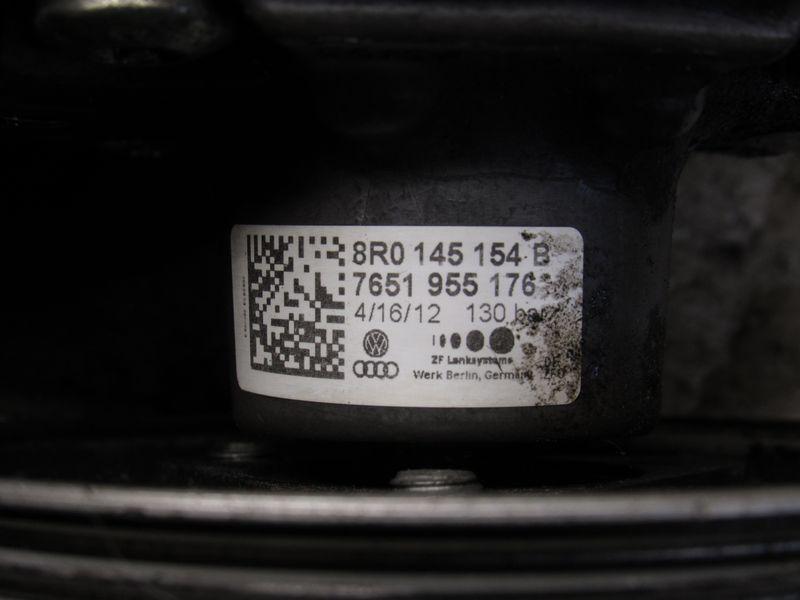 8R0 145 154 B
7651 955 176
4/16/12 130 bar
ZF Lenksysteme
Werk Berlin, Germany